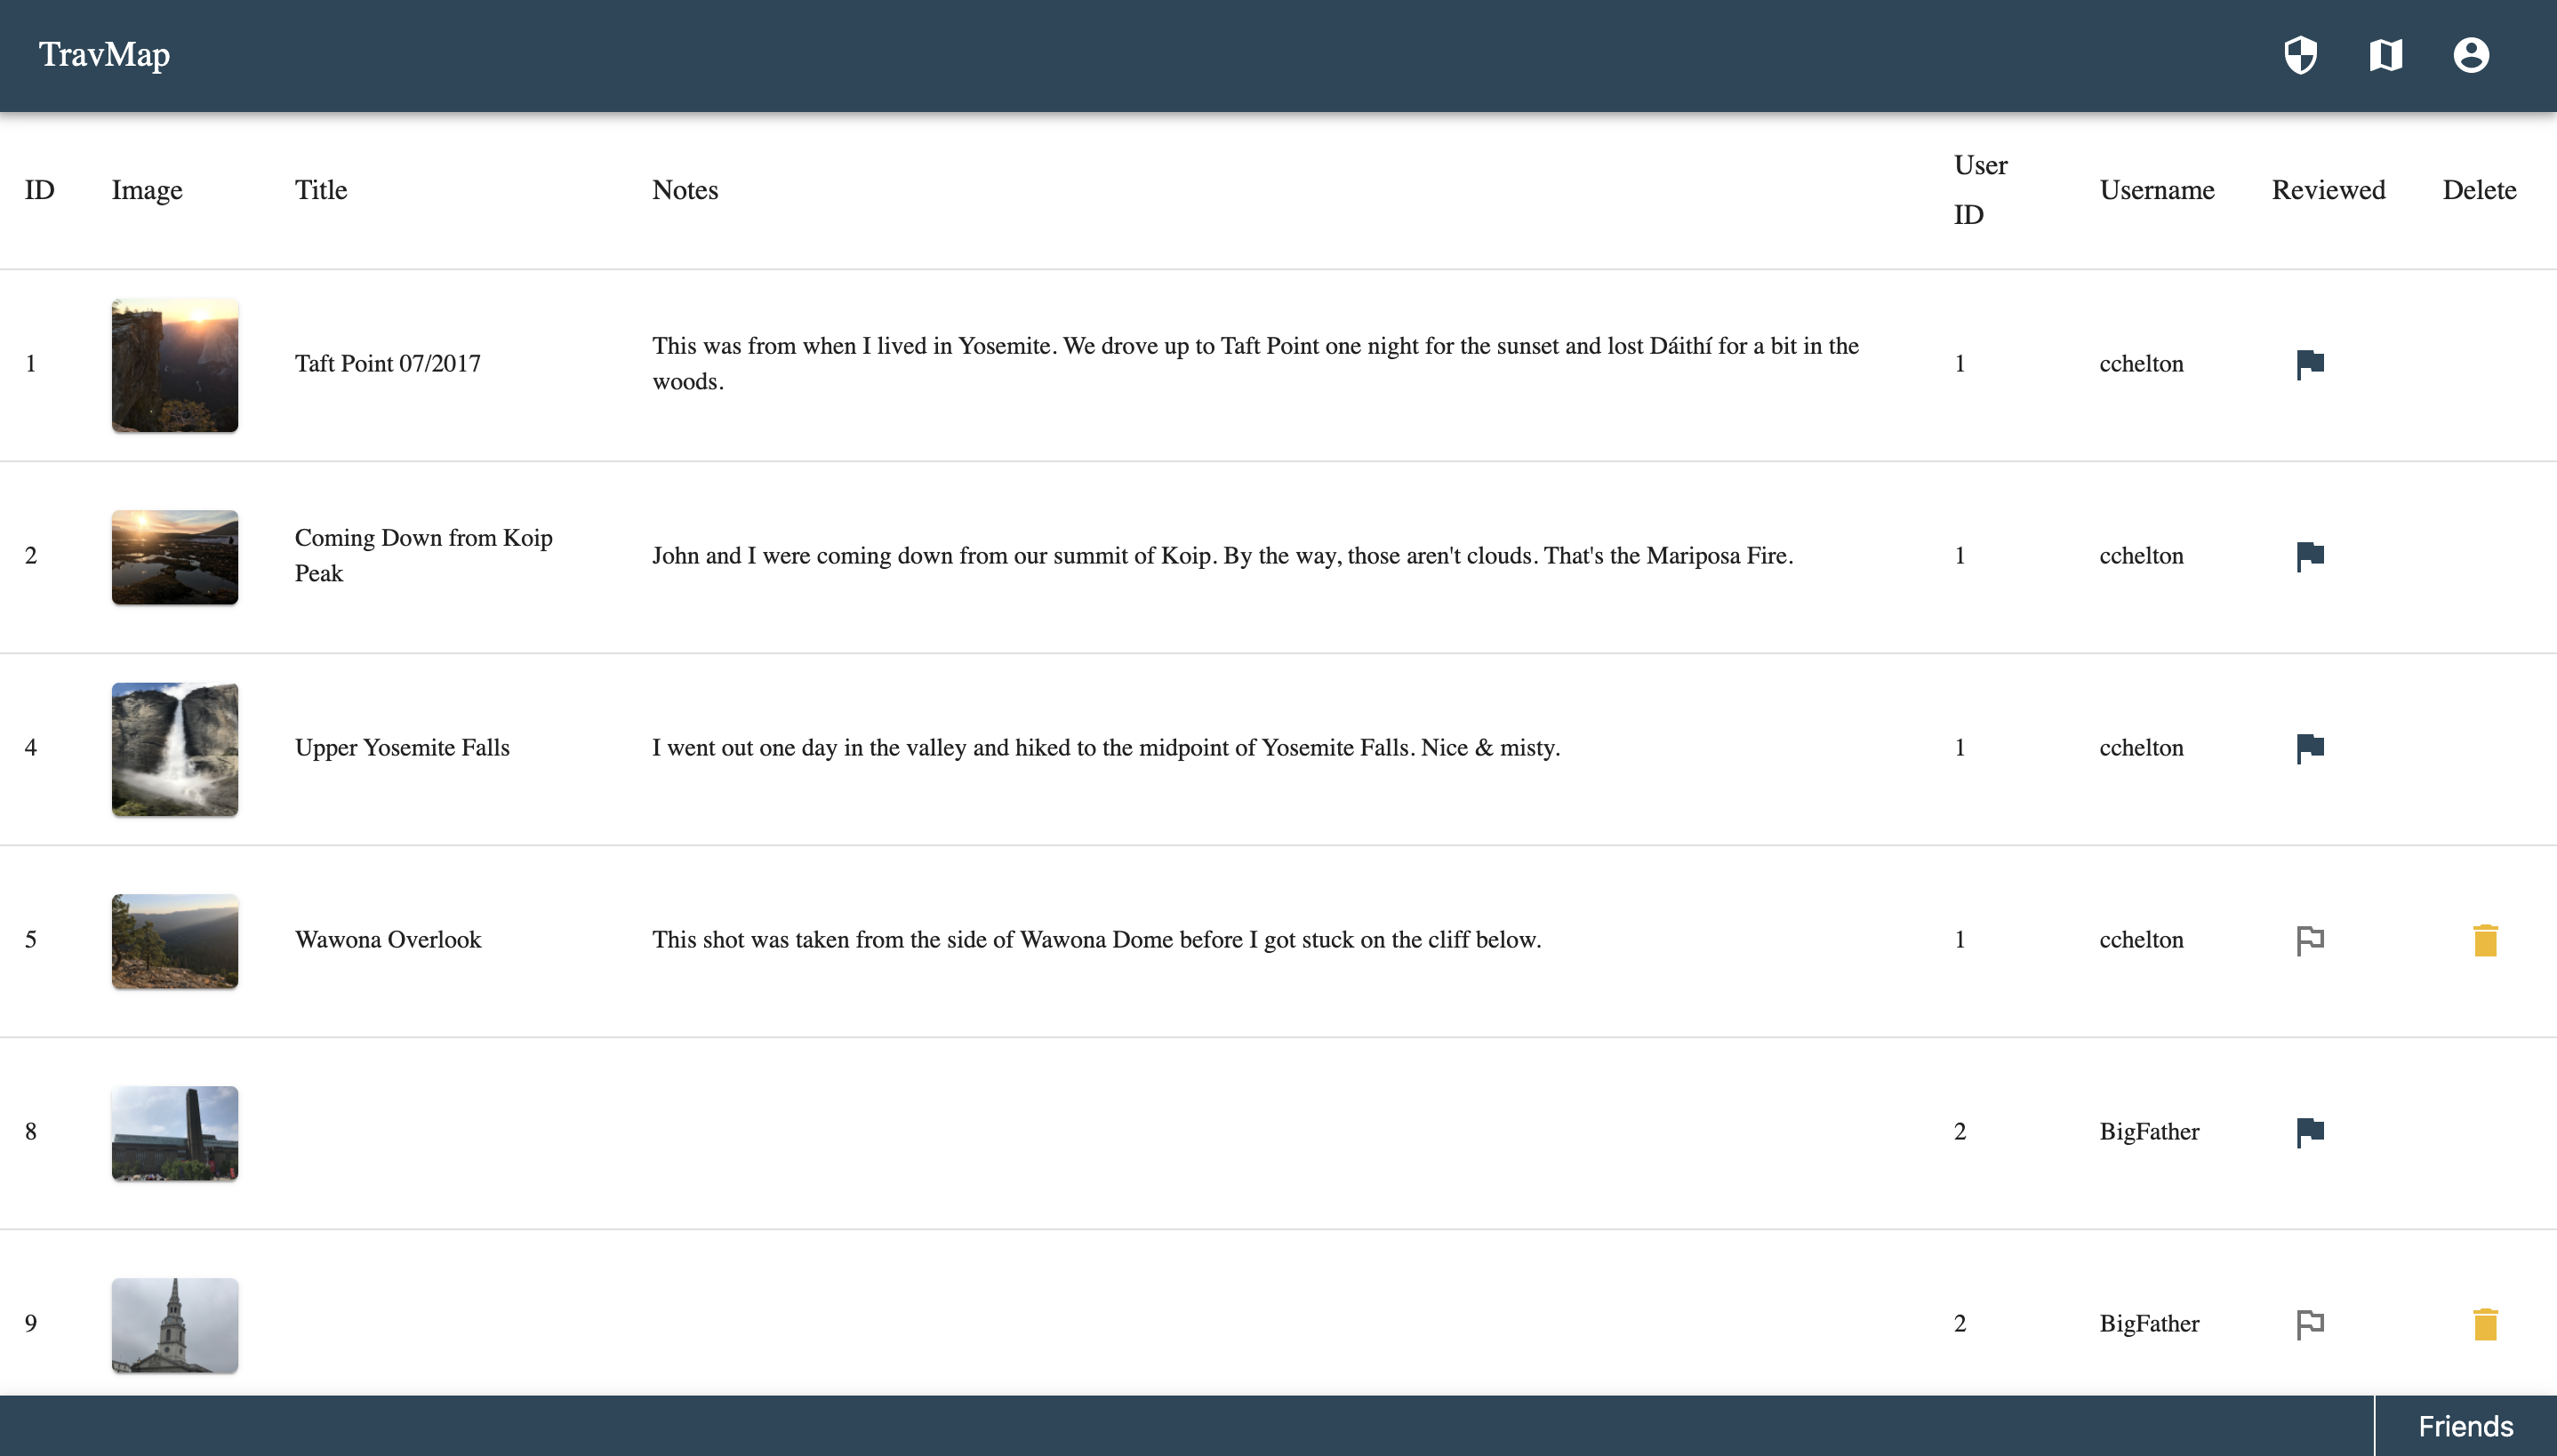 TravMap
ID Image Title Notes User ID Username Reviewed Delete
1 Taft Point 07/2017 This was from when I lived in Yosemite. We drove up to Taft Point one night for the sunset and lost Dáithí for a bit in the
woods. 1 cchelton
2 Coming Down from Koip
Peak John and I were coming down from our summit of Koip. By the way, those aren't clouds. That's the Mariposa Fire. 1 cchelton
4 Upper Yosemite Falls I went out one day in the valley and hiked to the midpoint of Yosemite Falls. Nice & misty. 1 cchelton
5 Wawona Overlook This shot was taken from the side of Wawona Dome before I got stuck on the cliff below. 1 cchelton
8 2 BigFather
9 2 BigFather
Friends